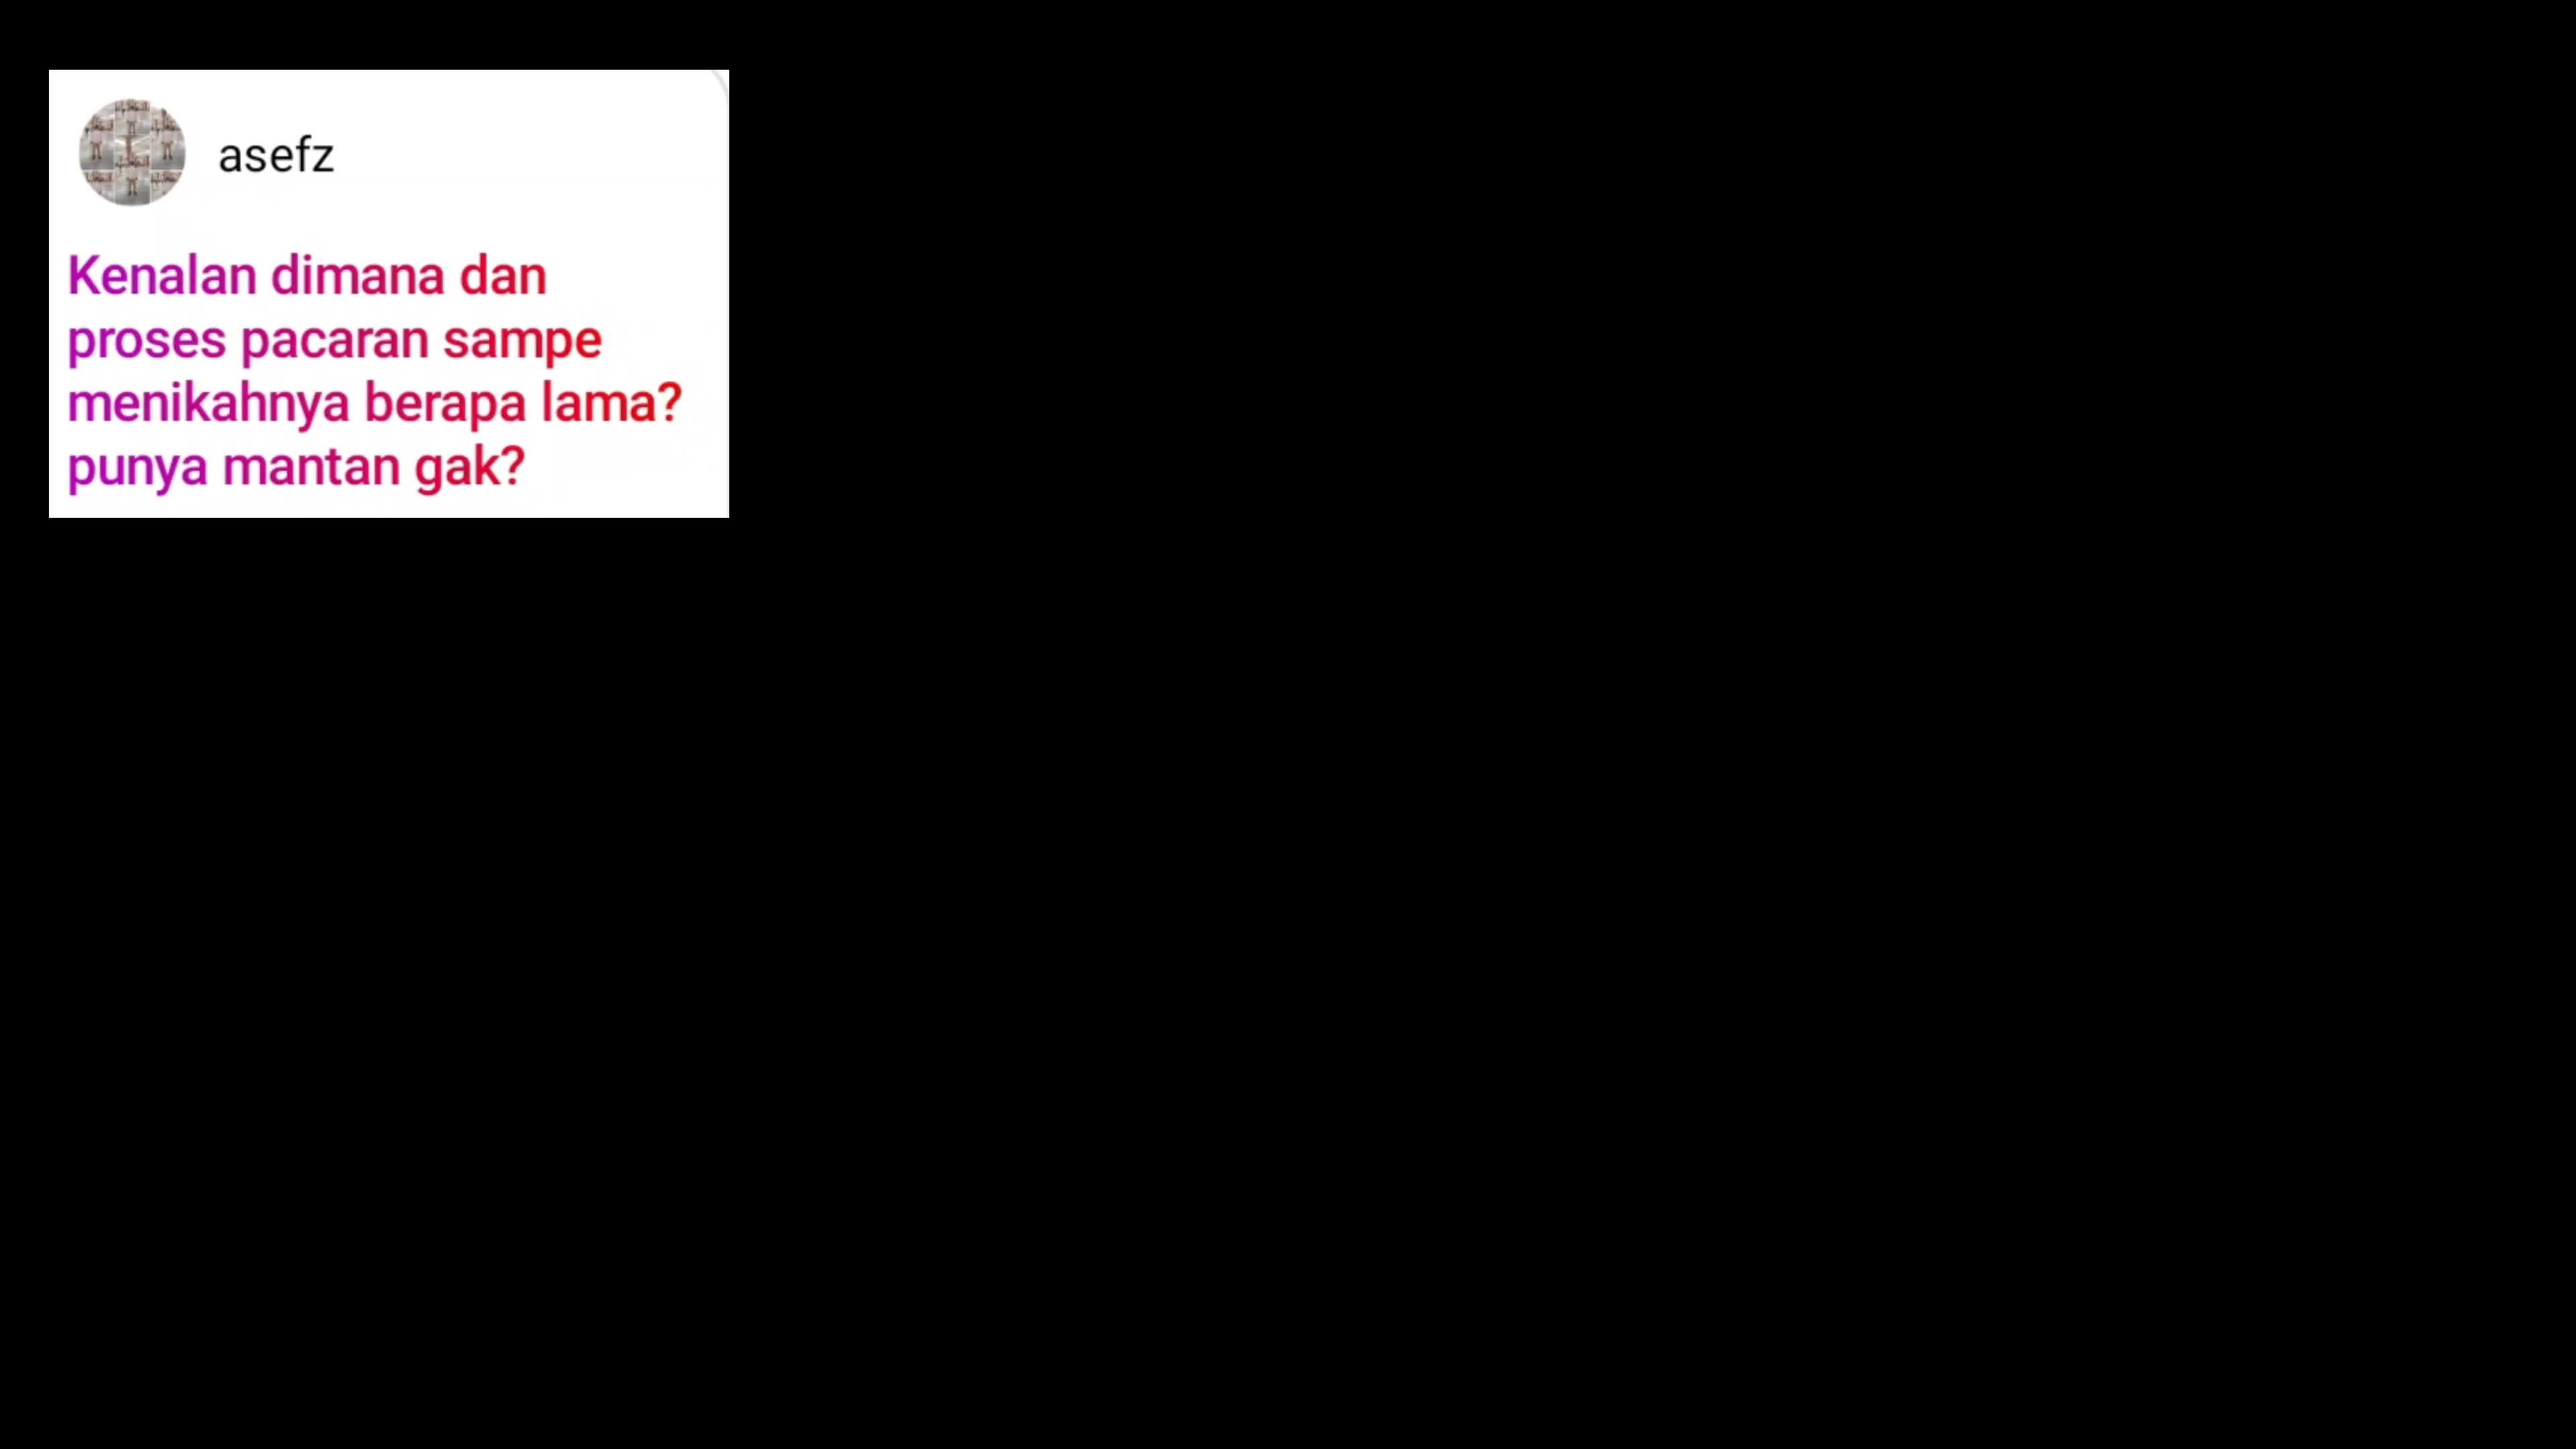 asefz
Kenalan dimana dan
proses pacaran sampe
menikahnya berapa lama?
punya mantan gak?